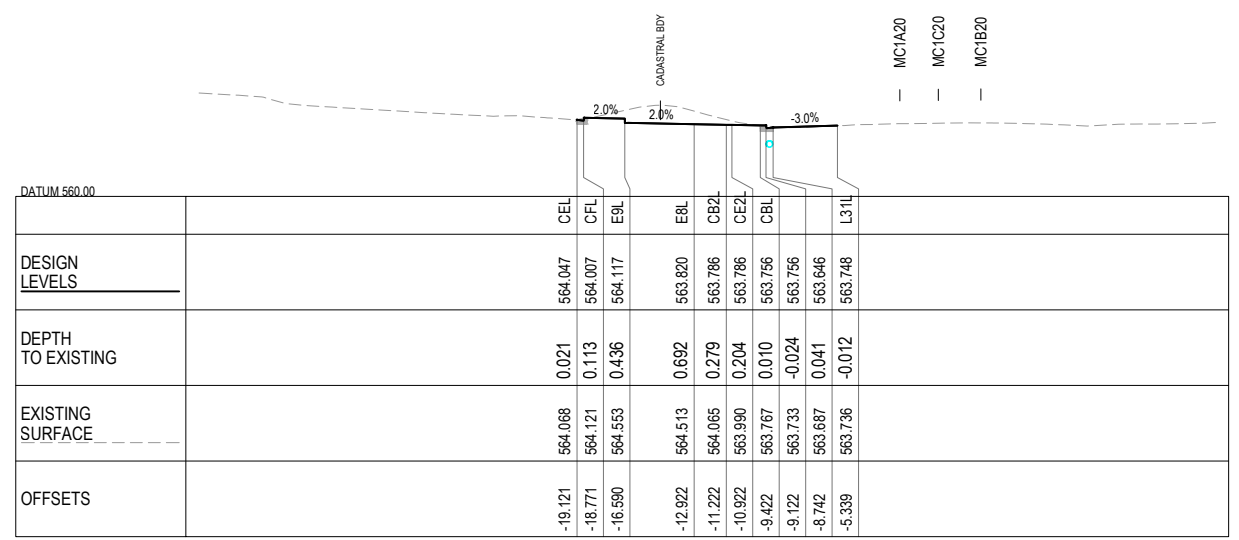 CADASTRAL BDY
MC1A20
MC1C20
MC1B20
2.0%
2.0%
-3.0%
DATUM 560.00
CEL CFL E9L E8L CB2L CE2L CBL L31L
DESIGN
LEVELS
564.047 564.007 564.117 563.820 563.786 563.786 563.756 563.756 563.646 563.748
DEPTH
TO EXISTING
0.021 0.113 0.436 0.692 0.279 0.204 0.010 -0.024 0.041 -0.012
EXISTING
SURFACE
564.068 564.121 564.553 564.513 564.065 563.990 563.767 563.733 563.687 563.736
OFFSETS
-19.121 -18.771 -16.590 -12.922 -11.222 -10.922 -9.422 -9.122 -8.742 -5.339